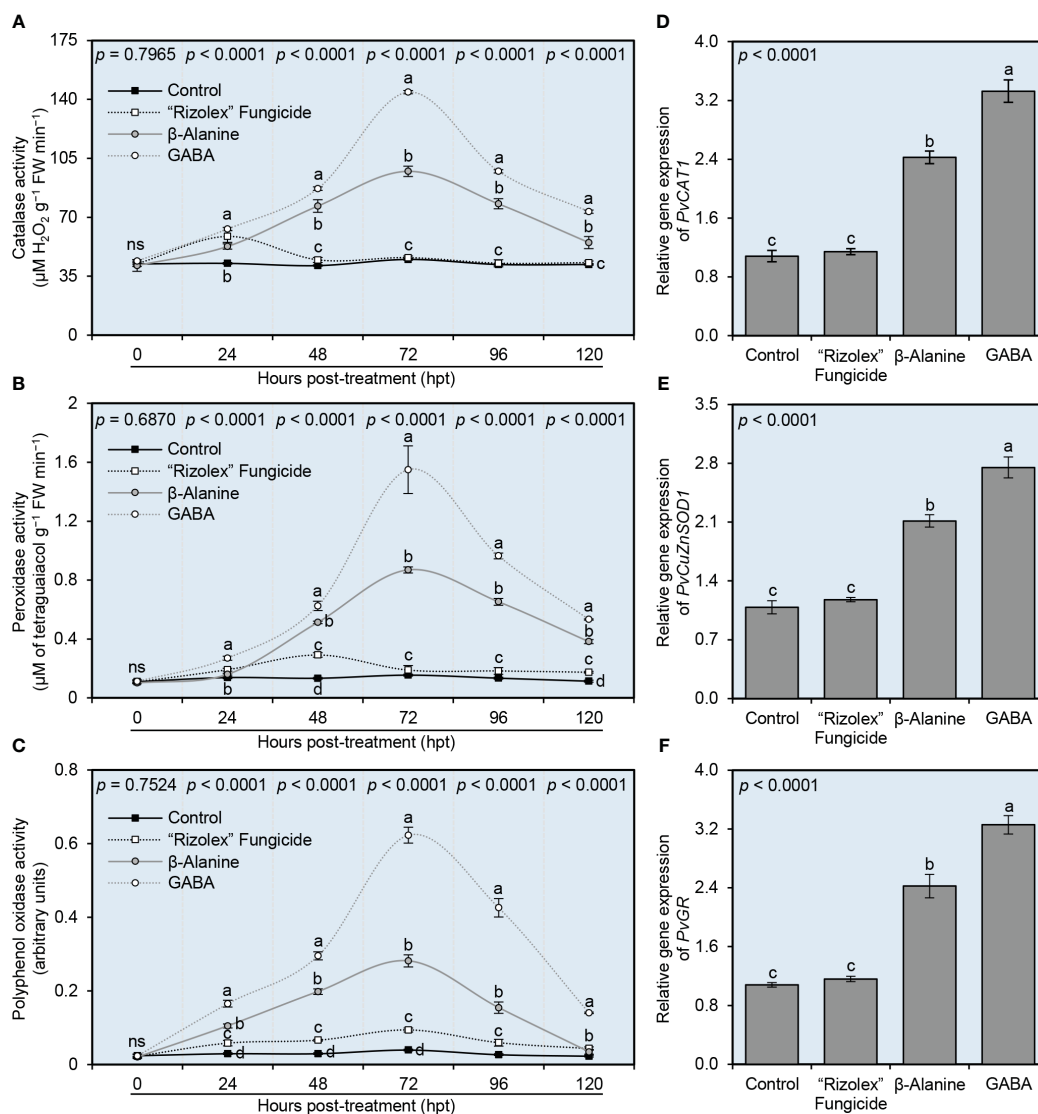 A
p = 0.7965 p < 0.0001 p < 0.0001 p < 0.0001 p < 0.0001 p < 0.0001
Control
“Rizolex” Fungicide
β-Alanine
GABA
Catalase activity
(µM H₂O₂ g⁻¹ FW min⁻¹)
175
140
105
70
35
0
ns
a
b
a
b
c
a
b
c
a
b
c
a
b
c
0 24 48 72 96 120
Hours post-treatment (hpt)
B
p = 0.6870 p < 0.0001 p < 0.0001 p < 0.0001 p < 0.0001 p < 0.0001
Control
“Rizolex” Fungicide
β-Alanine
GABA
Peroxidase activity
(µM of tetraguaiacol g⁻¹ FW min⁻¹)
2
1.6
1.2
0.8
0.4
0
ns
a
b
a
b
c
d
a
b
c
a
b
c
a
b
c
d
0 24 48 72 96 120
Hours post-treatment (hpt)
C
p = 0.7524 p < 0.0001 p < 0.0001 p < 0.0001 p < 0.0001 p < 0.0001
Control
“Rizolex” Fungicide
β-Alanine
GABA
Polyphenol oxidase activity
(arbitrary units)
0.8
0.6
0.4
0.2
0
ns
a
b
c
d
a
b
c
d
a
b
c
d
a
b
c
a
b
0 24 48 72 96 120
Hours post-treatment (hpt)
D
p < 0.0001
Relative gene expression
of PvCAT1
4.0
3.2
2.4
1.6
0.8
0.0
c
c
b
a
Control “Rizolex” β-Alanine GABA
Fungicide
E
p < 0.0001
Relative gene expression
of PvCuZnSOD1
3.5
2.8
2.1
1.4
0.7
0.0
c
c
b
a
Control “Rizolex” β-Alanine GABA
Fungicide
F
p < 0.0001
Relative gene expression
of PvGR
4.0
3.2
2.4
1.6
0.8
0.0
c
c
b
a
Control “Rizolex” β-Alanine GABA
Fungicide